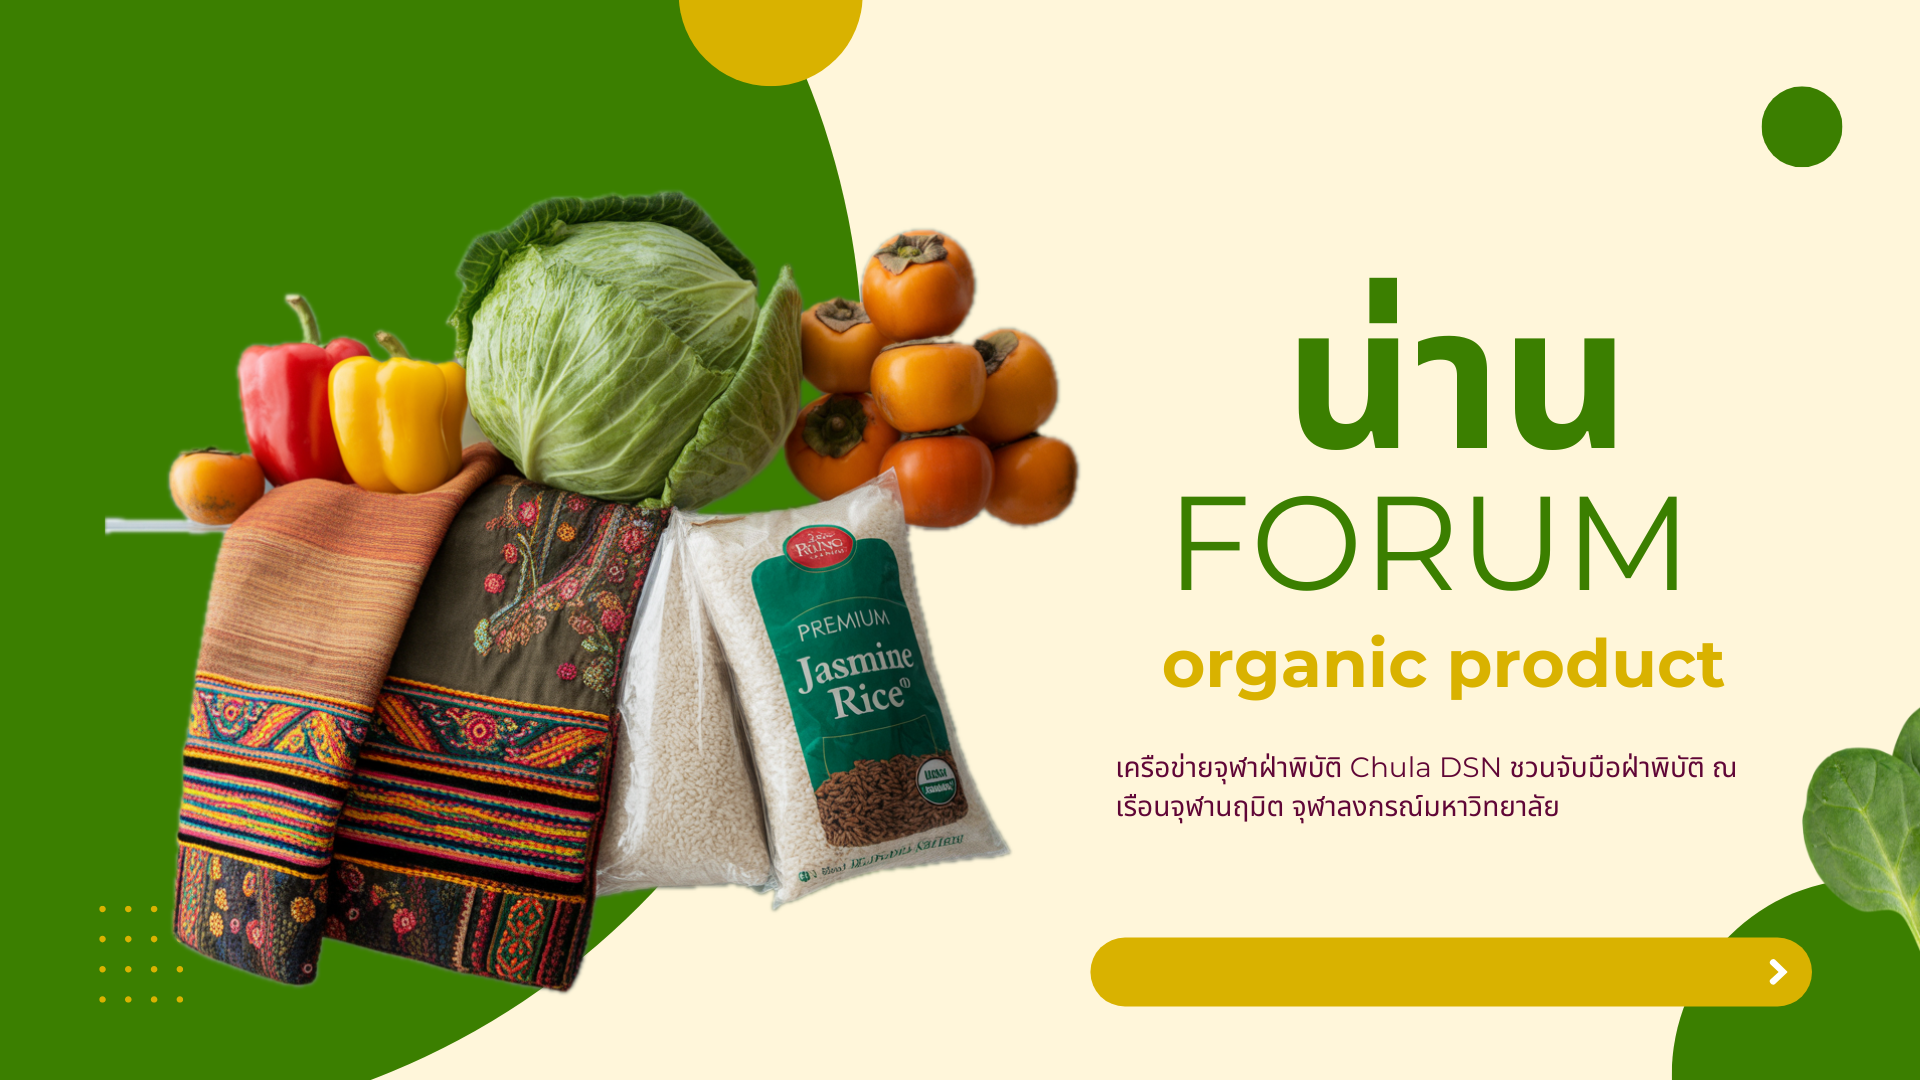 น่าน
FORUM
organic product
เครือข่ายจุฬาฝ่าพิบัติ Chula DSN ชวนจับมือฝ่าพิบัติ ณ
เรือนจุฬานฤมิต จุฬาลงกรณ์มหาวิทยาลัย
PREMIUM
Jasmine
Rice